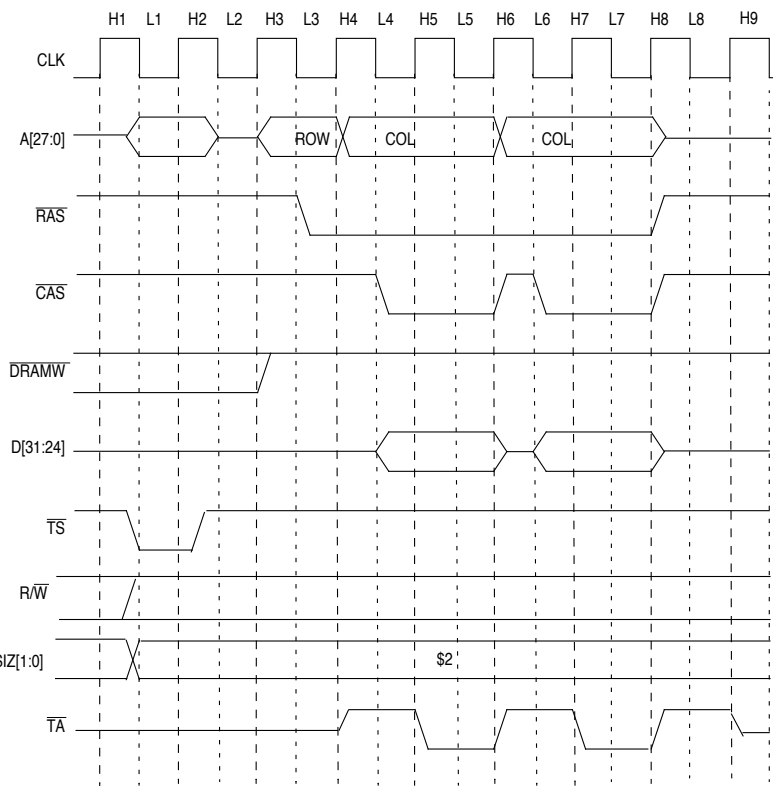 H1 L1 H2 L2 H3 L3 H4 L4 H5 L5 H6 L6 H7 L7 H8 L8 H9
CLK
A[27:0] ROW COL COL
RAS
CAS
DRAMW
D[31:24]
TS
R/W
SIZ[1:0] $2
TA